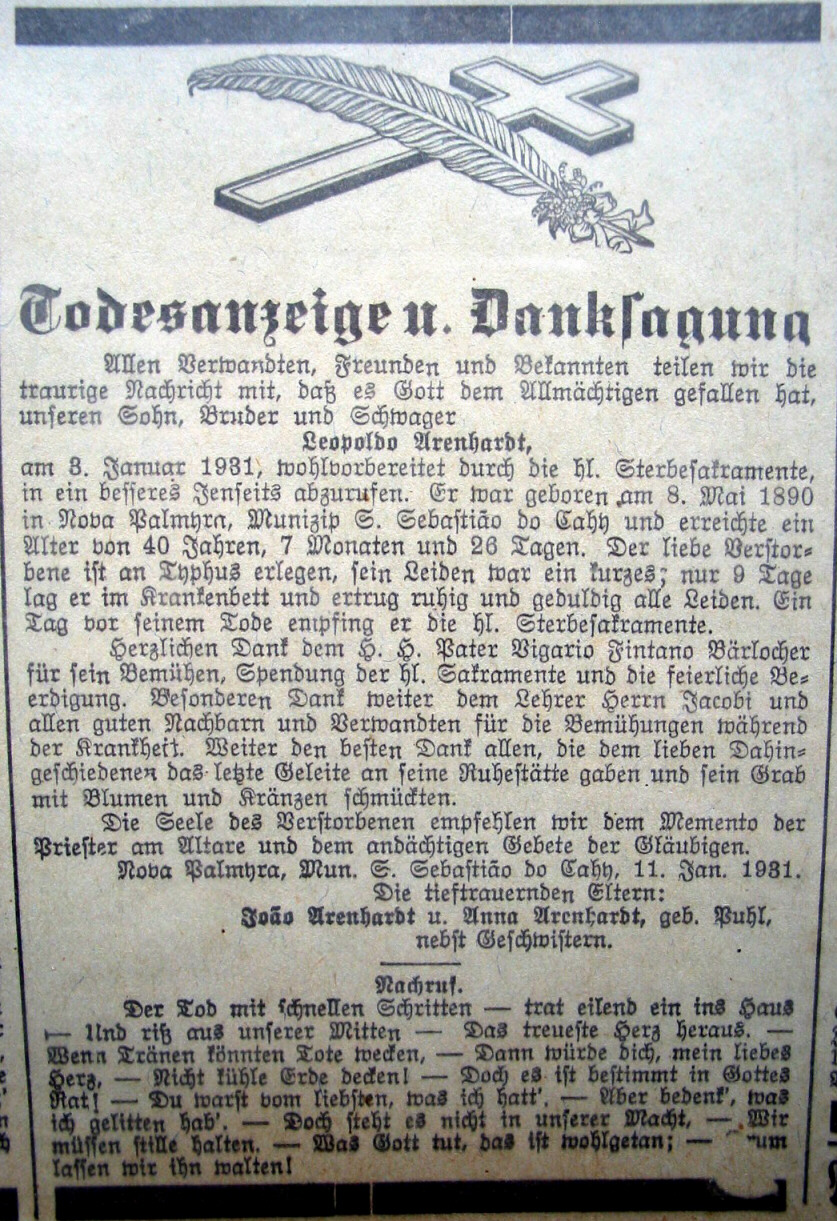 Todesanzeige u. Danksagung
Allen Verwandten, Freunden und Bekannten teilen wir die
traurige Nachricht mit, daß es Gott dem Allmächtigen gefallen hat,
unseren Sohn, Bruder und Schwager
Leopoldo Arenhardt,
am 3. Januar 1931, wohlvorbereitet durch die hl. Sterbesakramente,
in ein besseres Jenseits abzurufen. Er war geboren am 8. Mai 1890
in Nova Palmyra, Munizip S. Sebastião do Cahy und erreichte ein
Alter von 40 Jahren, 7 Monaten und 26 Tagen. Der liebe Verstor-
bene ist an Typhus erlegen, sein Leiden war ein kurzes; nur 9 Tage
lag er im Krankenbett und ertrug ruhig und geduldig alle Leiden. Ein
Tag vor seinem Tode empfing er die hl. Sterbesakramente.
Herzlichen Dank dem H. H. Pater Vigario Fintano Bärlocher
für sein Bemühen, Spendung der hl. Sakramente und die feierliche Be-
erdigung. Besonderen Dank weiter dem Lehrer Herrn Jacobi und
allen guten Nachbarn und Verwandten für die Bemühungen während
der Krankheit. Weiter den besten Dank allen, die dem lieben Dahin-
geschiedenen das letzte Geleite an seine Ruhestätte gaben und sein Grab
mit Blumen und Kränzen schmückten.
Die Seele des Verstorbenen empfehlen wir dem Memento der
Priester am Altare und dem andächtigen Gebete der Gläubigen.
Nova Palmyra, Mun. S. Sebastião do Cahy, 11. Jan. 1931.
Die tieftrauernden Eltern:
João Arenhardt u. Anna Arenhardt, geb. Puhl,
nebst Geschwistern.
Nachruf.
Der Tod mit schnellen Schritten — trat eilend ein ins Haus
— Und riß aus unserer Mitten — Das treueste Herz heraus. —
Wenn Tränen könnten Tote wecken, — Dann würde dich, mein liebes
Herz, — Nicht kühle Erde decken! — Doch es ist bestimmt in Gottes
Rat! — Du warst vom liebsten, was ich hatt'. — Aber bedenk', was
ich gelitten hab'. — Doch steht es nicht in unserer Macht, — Wir
müssen stille halten. — Was Gott tut, das ist wohlgetan; — um
lassen wir ihn walten!